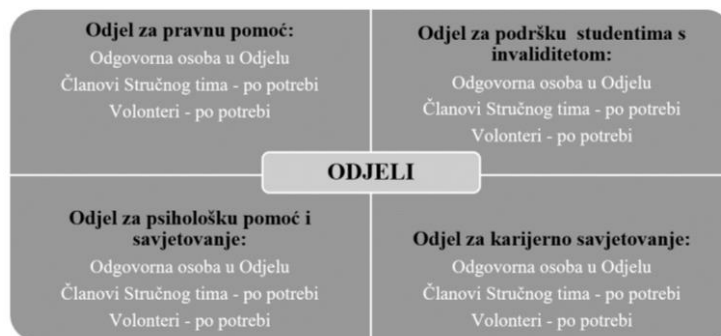 Odjel za pravnu pomoć:
Odgovorna osoba u Odjelu
Članovi Stručnog tima - po potrebi
Volonteri - po potrebi
Odjel za podršku studentima s
invaliditetom:
Odgovorna osoba u Odjelu
Članovi Stručnog tima - po potrebi
Volonteri - po potrebi
ODJELI
Odjel za psihološku pomoć i
savjetovanje:
Odgovorna osoba u Odjelu
Članovi Stručnog tima - po potrebi
Volonteri - po potrebi
Odjel za karijerno savjetovanje:
Odgovorna osoba u Odjelu
Članovi Stručnog tima - po potrebi
Volonteri - po potrebi